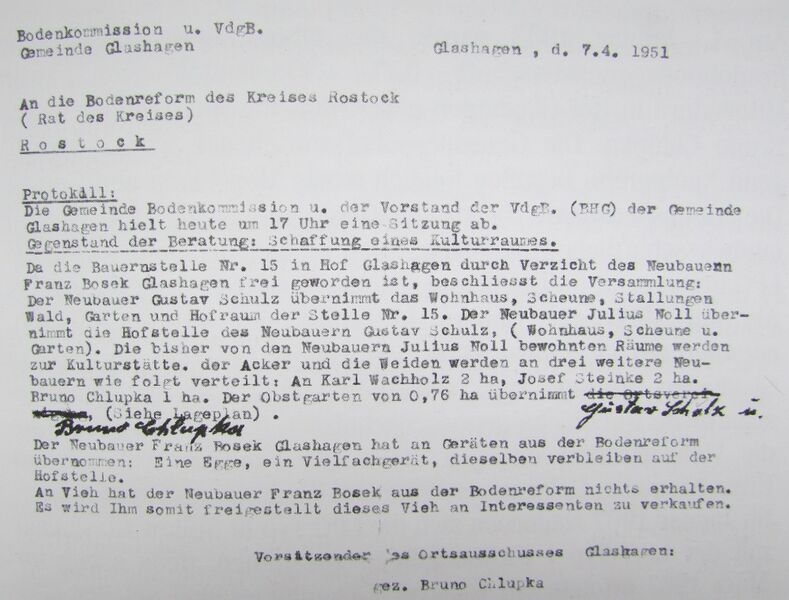 Bodenkommission u. VdgB.
Gemeinde Glashagen
Glashagen , d. 7.4. 1951
An die Bodenreform des Kreises Rostock
( Rat des Kreises)
R o s t o c k
Protokóll:
Die Gemeinde Bodenkommission u. der Vorstand der VdgB. (BHG) der Gemeinde
Glashagen hielt heute um 17 Uhr eine Sitzung ab.
Gegenstand der Beratung: Schaffung eines Kulturraumes.
Da die Bauernstelle Nr. 15 in Hof Glashagen durch Verzicht des Neubauern
Franz Bosek Glashagen frei geworden ist, beschliesst die Versammlung:
Der Neubauer Gustav Schulz übernimmt das Wohnhaus, Scheune, Stallungen
Wald, Garten und Hofraum der Stelle Nr. 15. Der Neubauer Julius Noll über-
nimmt die Hofstelle des Neubauern Gustav Schulz, ( Wohnhaus, Scheune u.
Garten). Die bisher von den Neubauern Julius Noll bewohnten Räume werden
zur Kulturstätte. der Acker und die Weiden werden an drei weitere Neu-
bauern wie folgt verteilt: An Karl Wachholz 2 ha, Josef Steinke 2 ha.
Bruno Chlupka 1 ha. Der Obstgarten von 0,76 ha übernimmt die Ortsverei-
(Siehe Lageplan) . Gustav Schulz u.
Bruno Chlupka
Der Neubauer Franz Bosek Glashagen hat an Geräten aus der Bodenreform
übernommen: Eine Egge, ein Vielfachgerät, dieselben verbleiben auf der
Hofstelle.
An Vieh hat der Neubauer Franz Bosek aus der Bodenreform nichts erhalten.
Es wird Ihm somit freigestellt dieses Vieh an Interessenten zu verkaufen.
Vorsitzender des Ortsausschusses Glashagen:
gez. Bruno Chlupka